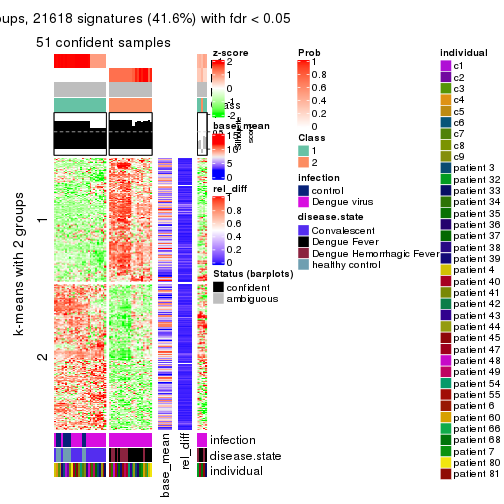 oups, 21618 signatures (41.6%) with fdr < 0.05
51 confident samples
k-means with 2 groups
1
2
z-score
2
1
0
-1
-2
base_mean
15
10
5
0
rel_diff
1
0.8
0.6
0.4
0.2
0
Status (barplots)
confident
ambiguous
Prob
1
0.8
0.6
0.4
0.2
0
Class
1
2
infection
control
Dengue virus
disease.state
Convalescent
Dengue Fever
Dengue Hemorrhagic Fever
healthy control
individual
c1
c2
c3
c4
c5
c6
c7
c8
c9
patient 3
patient 32
patient 33
patient 34
patient 35
patient 36
patient 37
patient 38
patient 39
patient 4
patient 40
patient 41
patient 42
patient 43
patient 44
patient 45
patient 47
patient 48
patient 49
patient 54
patient 55
patient 6
patient 60
patient 66
patient 68
patient 7
patient 80
patient 81
infection
disease.state
individual
base_mean
rel_diff